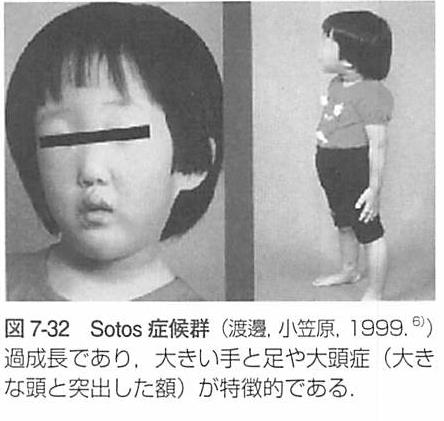 図 7-32 Sotos 症候群（渡邉, 小笠原, 1999.⁶⁾）
過成長であり，大きい手と足や大頭症（大き
な頭と突出した額）が特徴的である．